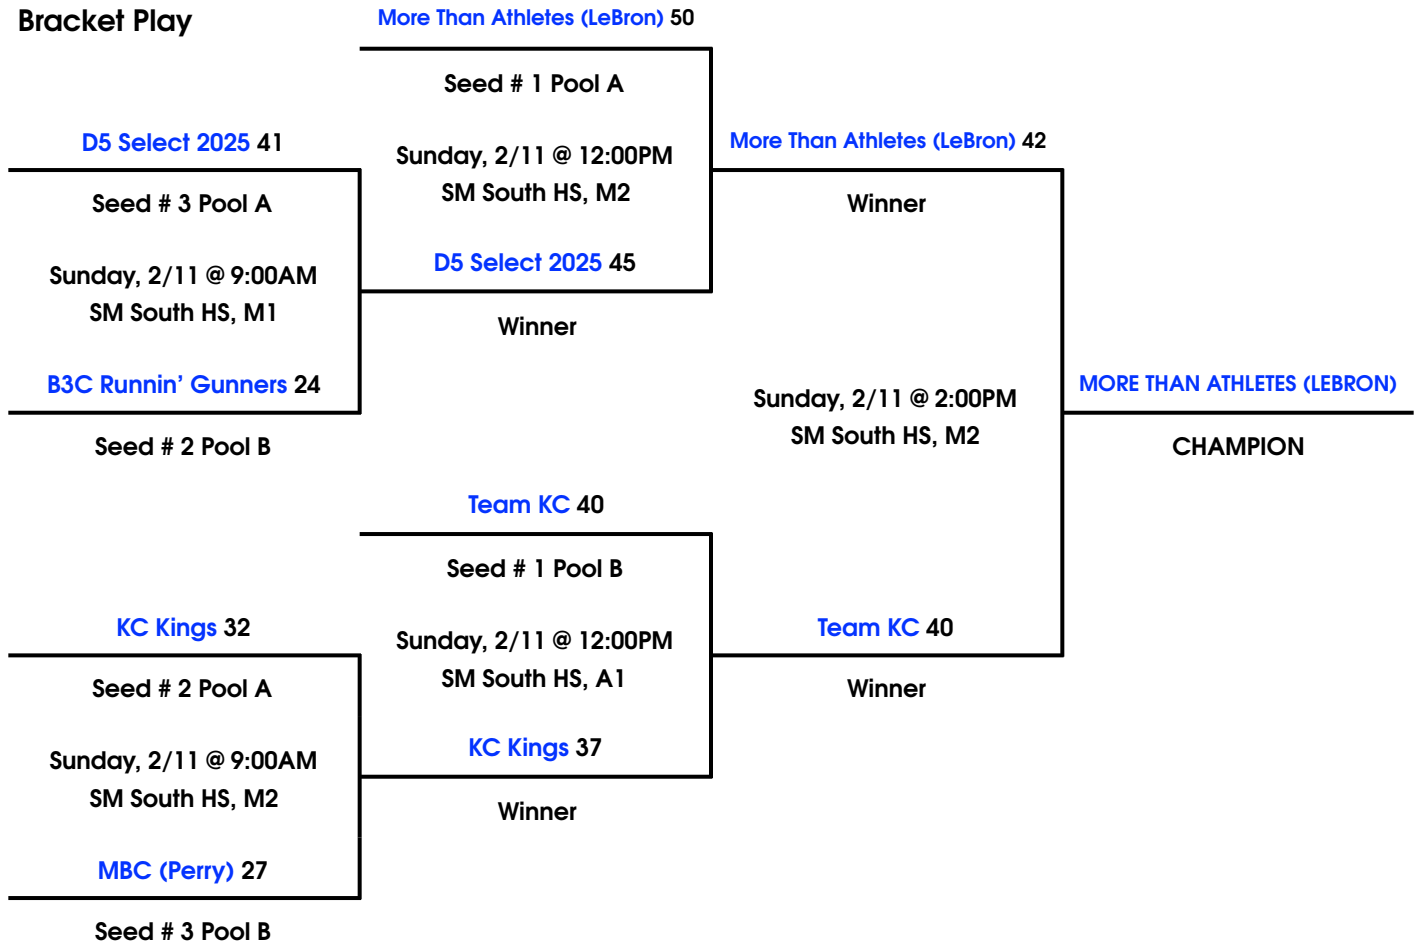 Bracket Play
More Than Athletes (LeBron) 50
Seed # 1 Pool A
Sunday, 2/11 @ 12:00PM
SM South HS, M2
D5 Select 2025 45
Winner
D5 Select 2025 41
Seed # 3 Pool A
Sunday, 2/11 @ 9:00AM
SM South HS, M1
B3C Runnin’ Gunners 24
Seed # 2 Pool B
More Than Athletes (LeBron) 42
Winner
Sunday, 2/11 @ 2:00PM
SM South HS, M2
MORE THAN ATHLETES (LEBRON)
CHAMPION
Team KC 40
Seed # 1 Pool B
Sunday, 2/11 @ 12:00PM
SM South HS, A1
KC Kings 37
Winner
Team KC 40
Winner
KC Kings 32
Seed # 2 Pool A
Sunday, 2/11 @ 9:00AM
SM South HS, M2
MBC (Perry) 27
Seed # 3 Pool B